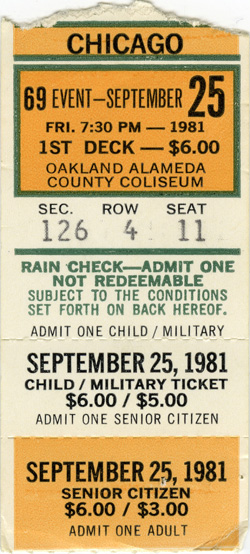 CHICAGO
69 EVENT—SEPTEMBER 25
FRI. 7:30 PM — 1981
1ST DECK — $6.00
OAKLAND ALAMEDA
COUNTY COLISEUM
SEC. ROW SEAT
126 4 11
RAIN CHECK—ADMIT ONE
NOT REDEEMABLE
SUBJECT TO THE CONDITIONS
SET FORTH ON BACK HEREOF.
ADMIT ONE CHILD / MILITARY
SEPTEMBER 25, 1981
CHILD / MILITARY TICKET
$6.00 / $5.00
ADMIT ONE SENIOR CITIZEN
SEPTEMBER 25, 1981
SENIOR CITIZEN
$6.00 / $3.00
ADMIT ONE ADULT